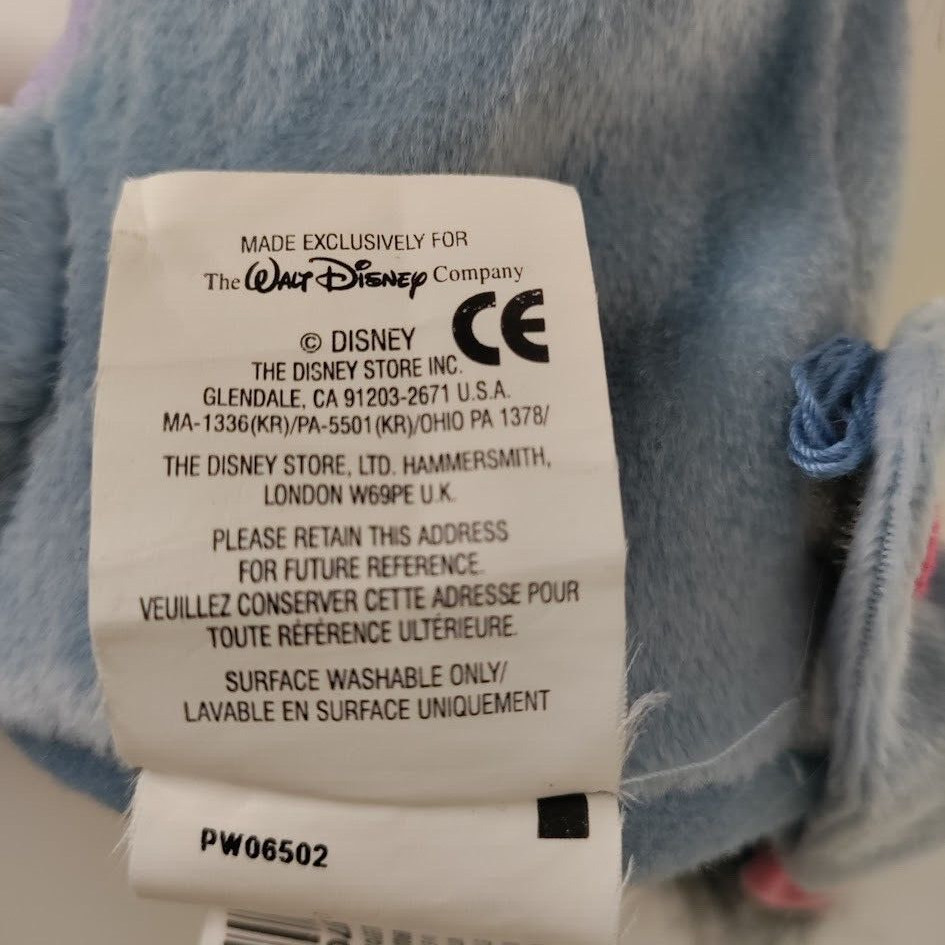 MADE EXCLUSIVELY FOR
The WALT DISNEY Company
CE
© DISNEY
THE DISNEY STORE INC.
GLENDALE, CA 91203-2671 U.S.A.
MA-1336(KR)/PA-5501(KR)/OHIO PA 1378/
THE DISNEY STORE, LTD. HAMMERSMITH,
LONDON W69PE U.K.
PLEASE RETAIN THIS ADDRESS
FOR FUTURE REFERENCE.
VEUILLEZ CONSERVER CETTE ADRESSE POUR
TOUTE RÉFÉRENCE ULTÉRIEURE.
SURFACE WASHABLE ONLY/
LAVABLE EN SURFACE UNIQUEMENT
PW06502